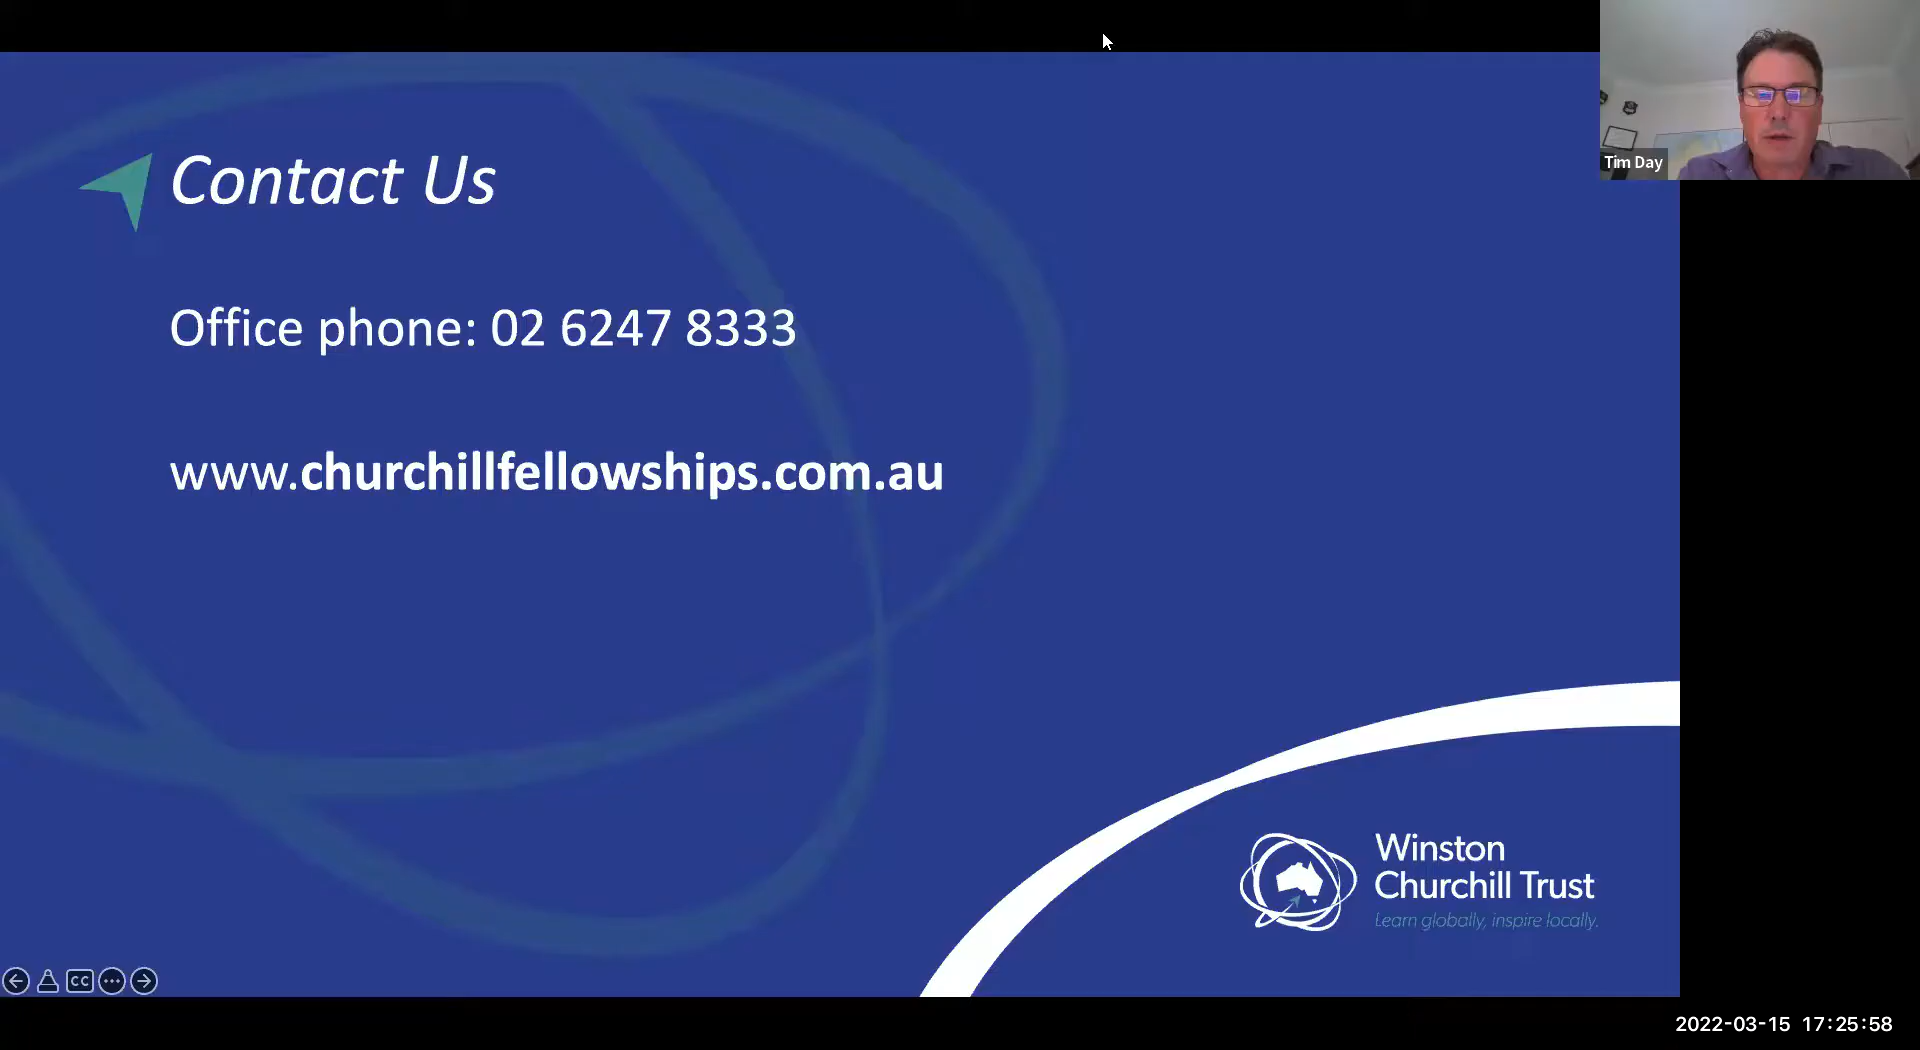 Tim Day
Contact Us
Office phone: 02 6247 8333
www.churchillfellowships.com.au
Winston
Churchill Trust
Learn globally, inspire locally.
CC
2022-03-15 17:25:58